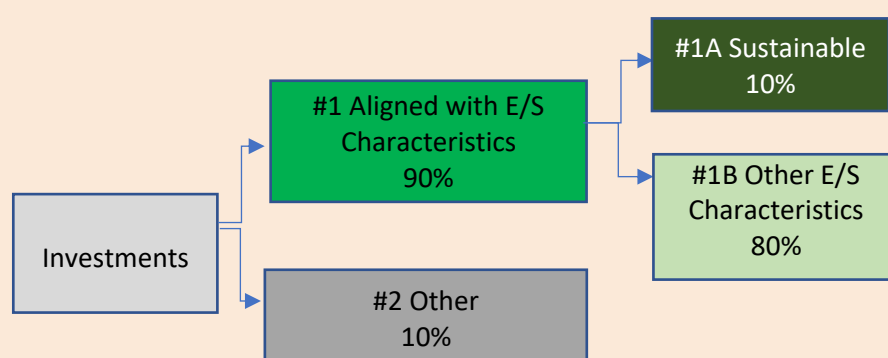 Investments
#1 Aligned with E/S
Characteristics
90%
#2 Other
10%
#1A Sustainable
10%
#1B Other E/S
Characteristics
80%